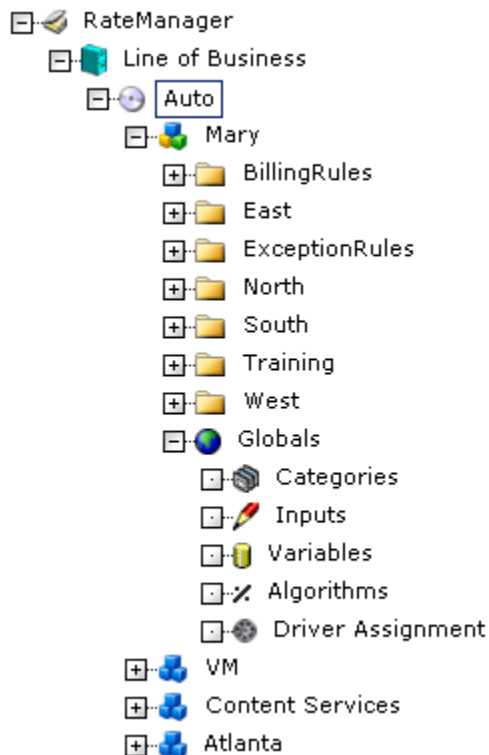 RateManager
Line of Business
Auto
Mary
BillingRules
East
ExceptionRules
North
South
Training
West
Globals
Categories
Inputs
Variables
Algorithms
Driver Assignment
VM
Content Services
Atlanta